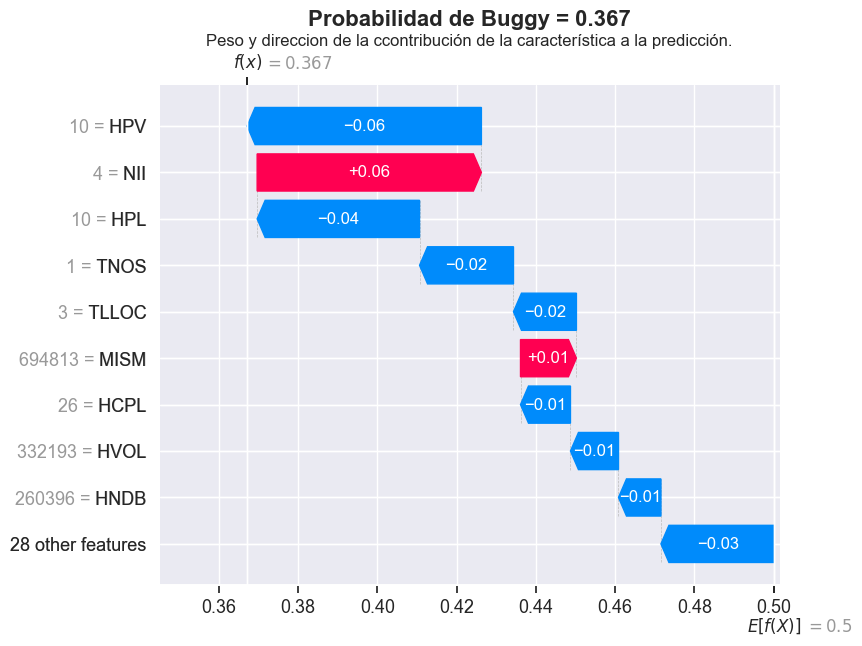 Probabilidad de Buggy = 0.367
Peso y direccion de la ccontribución de la característica a la predicción.
f(x) = 0.367
10 = HPV
−0.06
4 = NII
+0.06
10 = HPL
−0.04
1 = TNOS
−0.02
3 = TLLOC
−0.02
694813 = MISM
+0.01
26 = HCPL
−0.01
332193 = HVOL
−0.01
260396 = HNDB
−0.01
28 other features
−0.03
0.36 0.38 0.40 0.42 0.44 0.46 0.48 0.50
E[f(X)] = 0.5